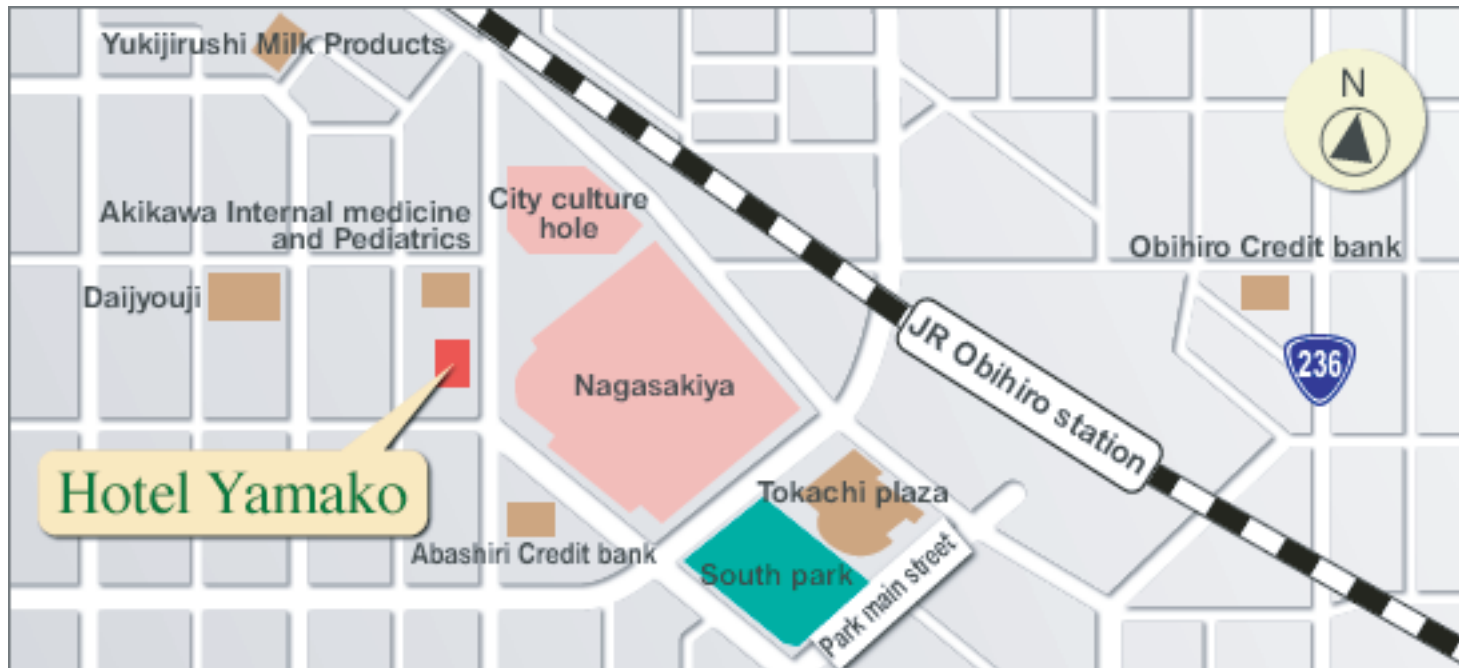 Yukijirushi Milk Products
N
City culture
hole
Akikawa Internal medicine
and Pediatrics
Obihiro Credit bank
Daijyouji
JR Obihiro station
236
Nagasakiya
Hotel Yamako
Tokachi plaza
Abashiri Credit bank
South park
Park main street